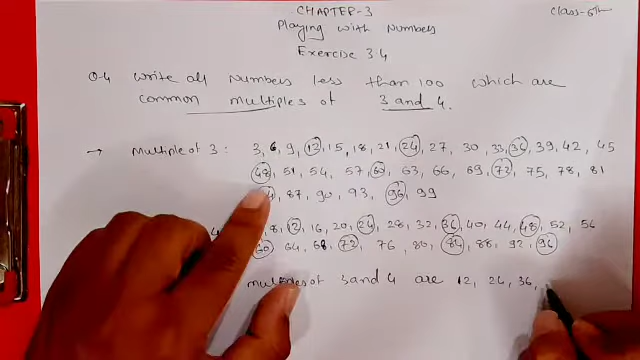 CHAPTER-3
Class-6th
Playing with Numbers
Exercise 3.4
Q.4 Write all Numbers less than 100 which are
common multiples of 3 and 4.
→ Multiple of 3: 3, 6, 9, 12, 15, 18, 21, 24, 27, 30, 33, 36, 39, 42, 45
48, 51, 54, 57, 60, 63, 66, 69, 72, 75, 78, 81
87, 90, 93, 96, 99
8, 12, 16, 20, 24, 28, 32, 36, 40, 44, 48, 52, 56
60 64, 68, 72, 76, 80, 84, 88, 92, 96
multiples of 3 and 4 are 12, 24, 36,